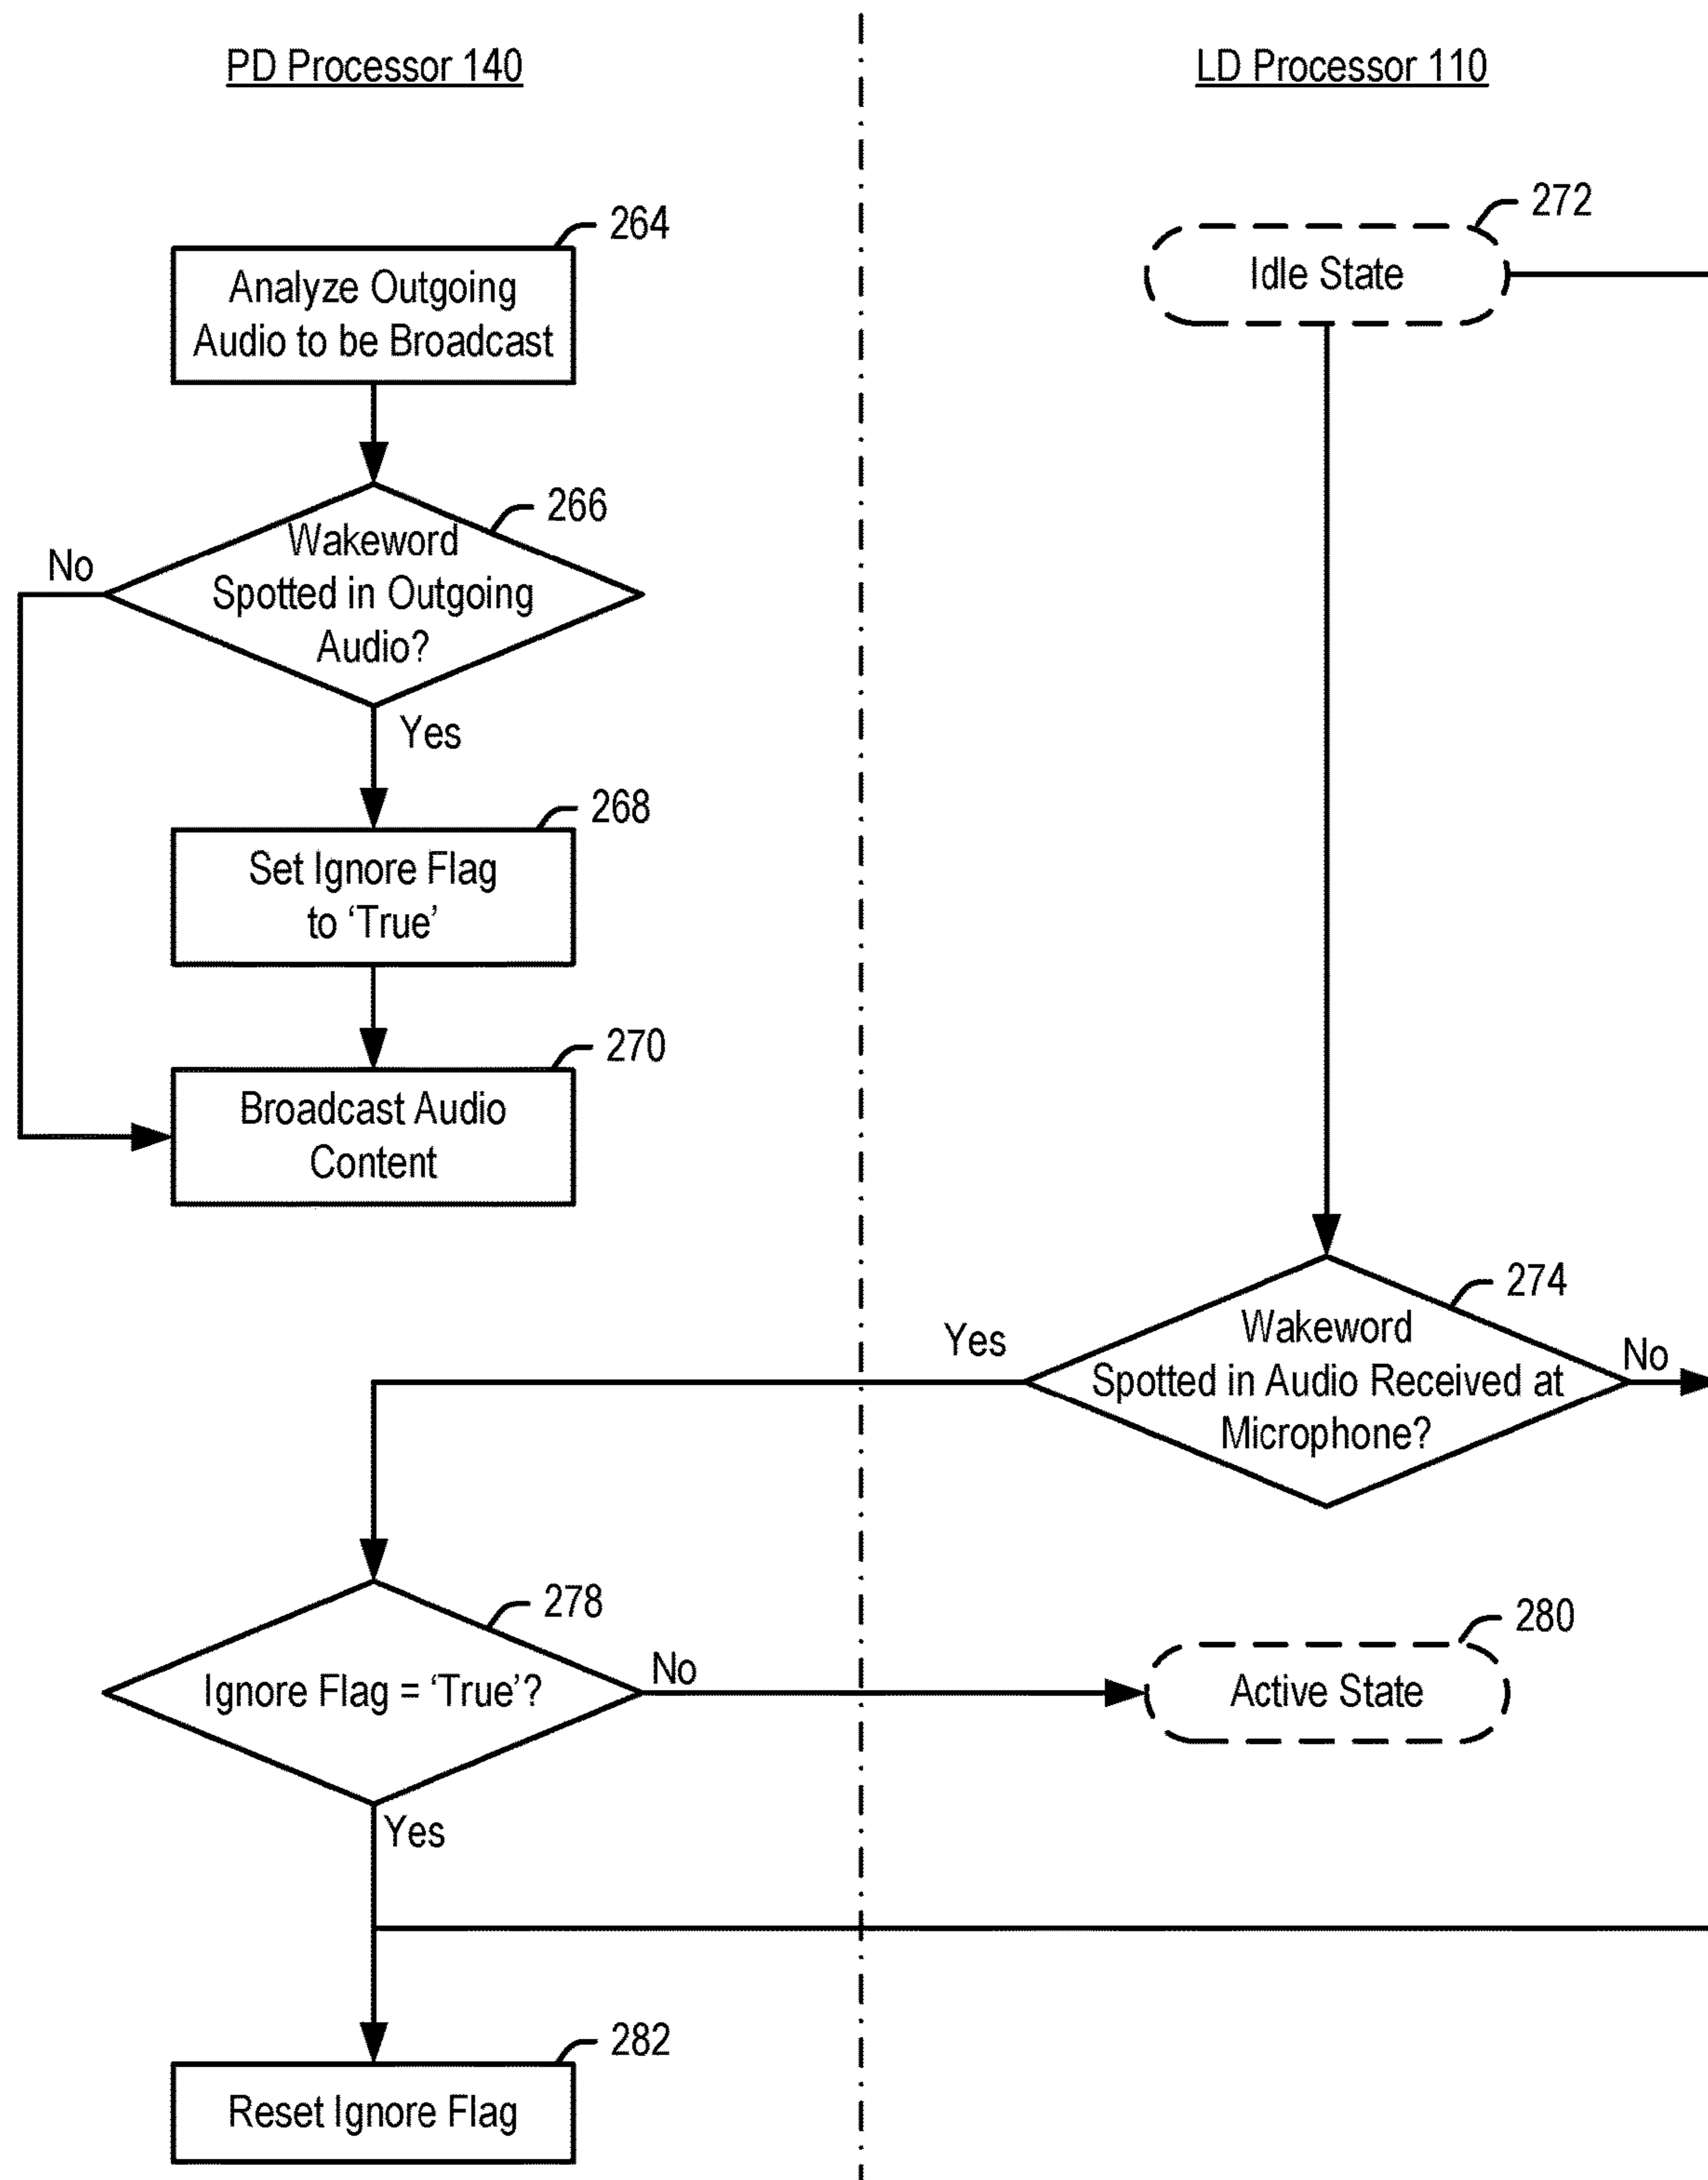 PD Processor 140
LD Processor 110
264
Analyze Outgoing
Audio to be Broadcast
272
Idle State
266
Wakeword
Spotted in Outgoing
Audio?
No
Yes
268
Set Ignore Flag
to ‘True’
270
Broadcast Audio
Content
274
Wakeword
Spotted in Audio Received at
Microphone?
Yes
No
278
Ignore Flag = ‘True’?
No
Yes
280
Active State
282
Reset Ignore Flag